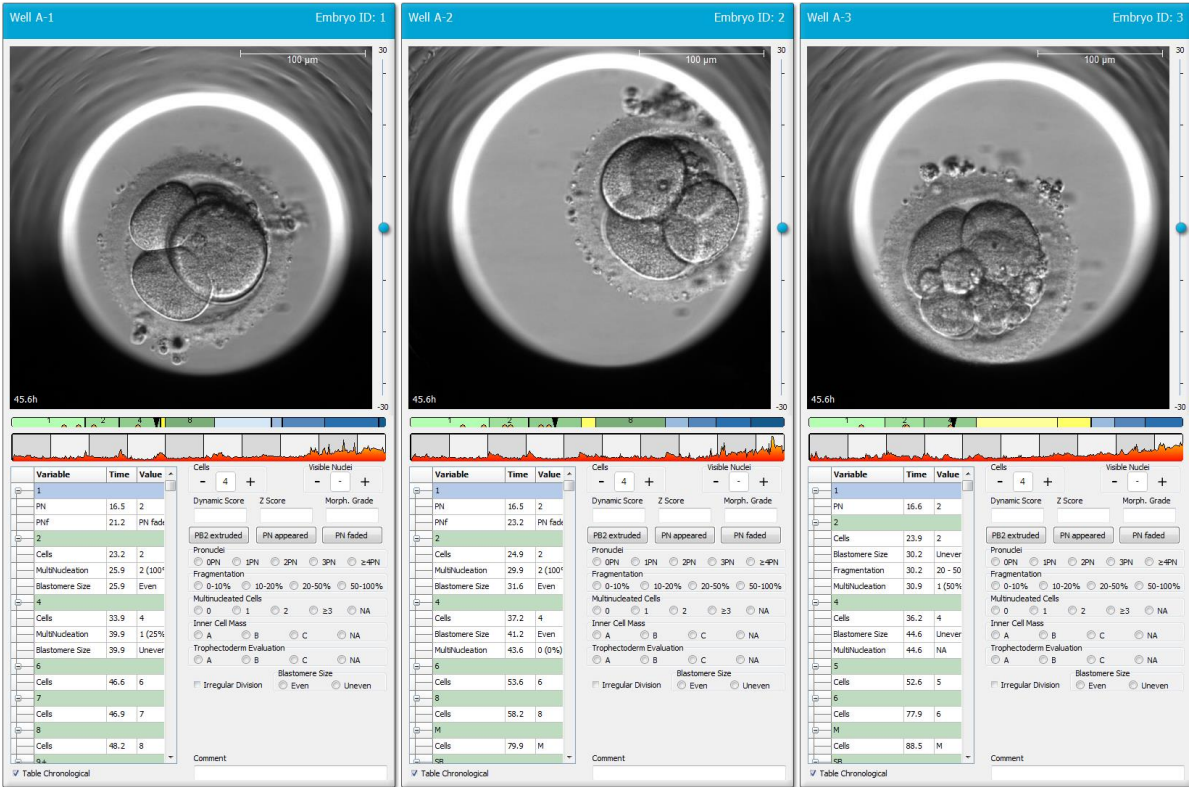 Well A-1 Embryo ID: 1
30
100 µm
45.6h
-30
1 2 4 8
Variable Time Value
1
PN 16.5 2
PNf 21.2 PN fade
2
Cells 23.2 2
MultiNucleation 25.9 2 (100%
Blastomere Size 25.9 Even
4
Cells 33.9 4
MultiNucleation 39.9 1 (25%
Blastomere Size 39.9 Uneven
6
Cells 46.6 6
7
Cells 46.9 7
8
Cells 48.2 8
9+
Table Chronological
Cells Visible Nuclei
- 4 + - - +
Dynamic Score Z Score Morph. Grade
PB2 extruded PN appeared PN faded
Pronuclei
0PN 1PN 2PN 3PN ≥4PN
Fragmentation
0-10% 10-20% 20-50% 50-100%
Multinucleated Cells
0 1 2 ≥3 NA
Inner Cell Mass
A B C NA
Trophectoderm Evaluation
A B C NA
Blastomere Size
Irregular Division Even Uneven
Comment
Well A-2 Embryo ID: 2
30
100 µm
45.6h
-30
1 2 4 8
Variable Time Value
1
PN 16.5 2
PNf 23.2 PN fade
2
Cells 24.9 2
MultiNucleation 29.9 2 (100%
Blastomere Size 31.6 Even
4
Cells 37.2 4
Blastomere Size 41.2 Even
MultiNucleation 43.6 0 (0%)
6
Cells 53.6 6
8
Cells 58.2 8
M
Cells 79.9 M
SB
Table Chronological
Cells Visible Nuclei
- 4 + - - +
Dynamic Score Z Score Morph. Grade
PB2 extruded PN appeared PN faded
Pronuclei
0PN 1PN 2PN 3PN ≥4PN
Fragmentation
0-10% 10-20% 20-50% 50-100%
Multinucleated Cells
0 1 2 ≥3 NA
Inner Cell Mass
A B C NA
Trophectoderm Evaluation
A B C NA
Blastomere Size
Irregular Division Even Uneven
Comment
Well A-3 Embryo ID: 3
30
100 µm
45.6h
-30
1 2 4
Variable Time Value
1
PN 16.6 2
2
Cells 23.9 2
Blastomere Size 30.2 Uneven
Fragmentation 30.2 20 - 50
MultiNucleation 30.9 1 (50%
4
Cells 36.2 4
Blastomere Size 44.6 Uneven
MultiNucleation 44.6 NA
5
Cells 52.6 5
6
Cells 77.9 6
M
Cells 88.5 M
Table Chronological
Cells Visible Nuclei
- 4 + - - +
Dynamic Score Z Score Morph. Grade
PB2 extruded PN appeared PN faded
Pronuclei
0PN 1PN 2PN 3PN ≥4PN
Fragmentation
0-10% 10-20% 20-50% 50-100%
Multinucleated Cells
0 1 2 ≥3 NA
Inner Cell Mass
A B C NA
Trophectoderm Evaluation
A B C NA
Blastomere Size
Irregular Division Even Uneven
Comment